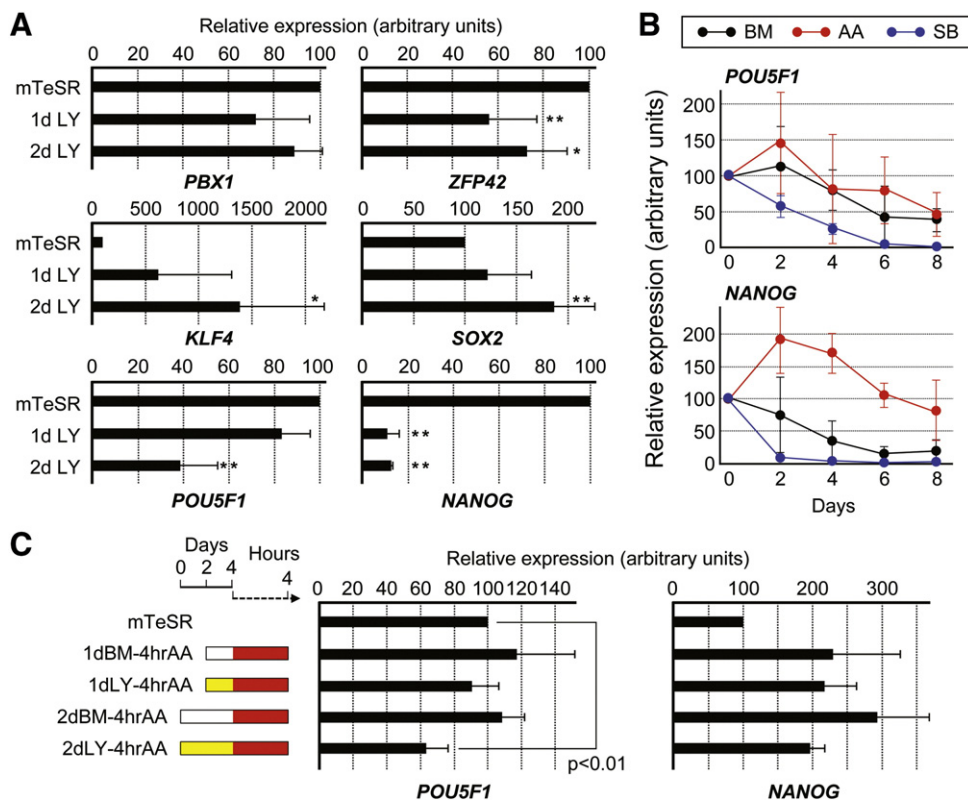 A
Relative expression (arbitrary units)
0 20 40 60 80 100
0 20 40 60 80 100
mTeSR
1d LY
**
2d LY
*
PBX1
ZFP42
0 500 1000 1500 2000
0 50 100 150 200
mTeSR
1d LY
2d LY
*
**
KLF4
SOX2
0 20 40 60 80 100
0 20 40 60 80 100
mTeSR
1d LY
**
2d LY
**
**
POU5F1
NANOG
B
BM AA SB
Relative expression (arbitrary units)
POU5F1
200
150
100
50
0
0 2 4 6 8
NANOG
200
150
100
50
0
0 2 4 6 8
Days
C
Days
0 2 4
Hours
4
Relative expression (arbitrary units)
0 20 40 60 80 100 120 140
0 100 200 300
mTeSR
1dBM-4hrAA
1dLY-4hrAA
2dBM-4hrAA
2dLY-4hrAA
p<0.01
POU5F1
NANOG